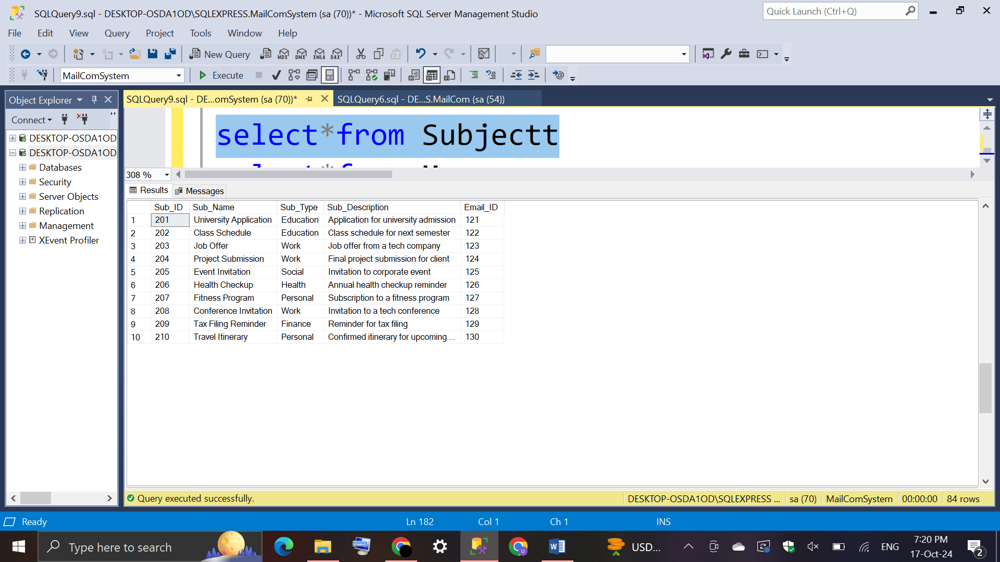 SQLQuery9.sql - DESKTOP-OSDA1OD\SQLEXPRESS.MailComSystem (sa (70))* - Microsoft SQL Server Management Studio
Quick Launch (Ctrl+Q)
File Edit View Query Project Tools Window Help
New Query MDX DMX XMLA DAX
MailComSystem Execute
Object Explorer
SQLQuery9.sql - DE...omSystem (sa (70))* SQLQuery6.sql - DE...S.MailCom (sa (54))
Connect
DESKTOP-OSDA1OD
DESKTOP-OSDA1OD
Databases
Security
Server Objects
Replication
Management
XEvent Profiler
select*from Subjectt
308 %
Results Messages
Sub_ID Sub_Name Sub_Type Sub_Description Email_ID
1 201 University Application Education Application for university admission 121
2 202 Class Schedule Education Class schedule for next semester 122
3 203 Job Offer Work Job offer from a tech company 123
4 204 Project Submission Work Final project submission for client 124
5 205 Event Invitation Social Invitation to corporate event 125
6 206 Health Checkup Health Annual health checkup reminder 126
7 207 Fitness Program Personal Subscription to a fitness program 127
8 208 Conference Invitation Work Invitation to a tech conference 128
9 209 Tax Filing Reminder Finance Reminder for tax filing 129
10 210 Travel Itinerary Personal Confirmed itinerary for upcoming ... 130
Query executed successfully. DESKTOP-OSDA1OD\SQLEXPRESS ... sa (70) MailComSystem 00:00:00 84 rows
Ready Ln 182 Col 1 Ch 1 INS
Type here to search USD... ENG 7:20 PM
17-Oct-24 2